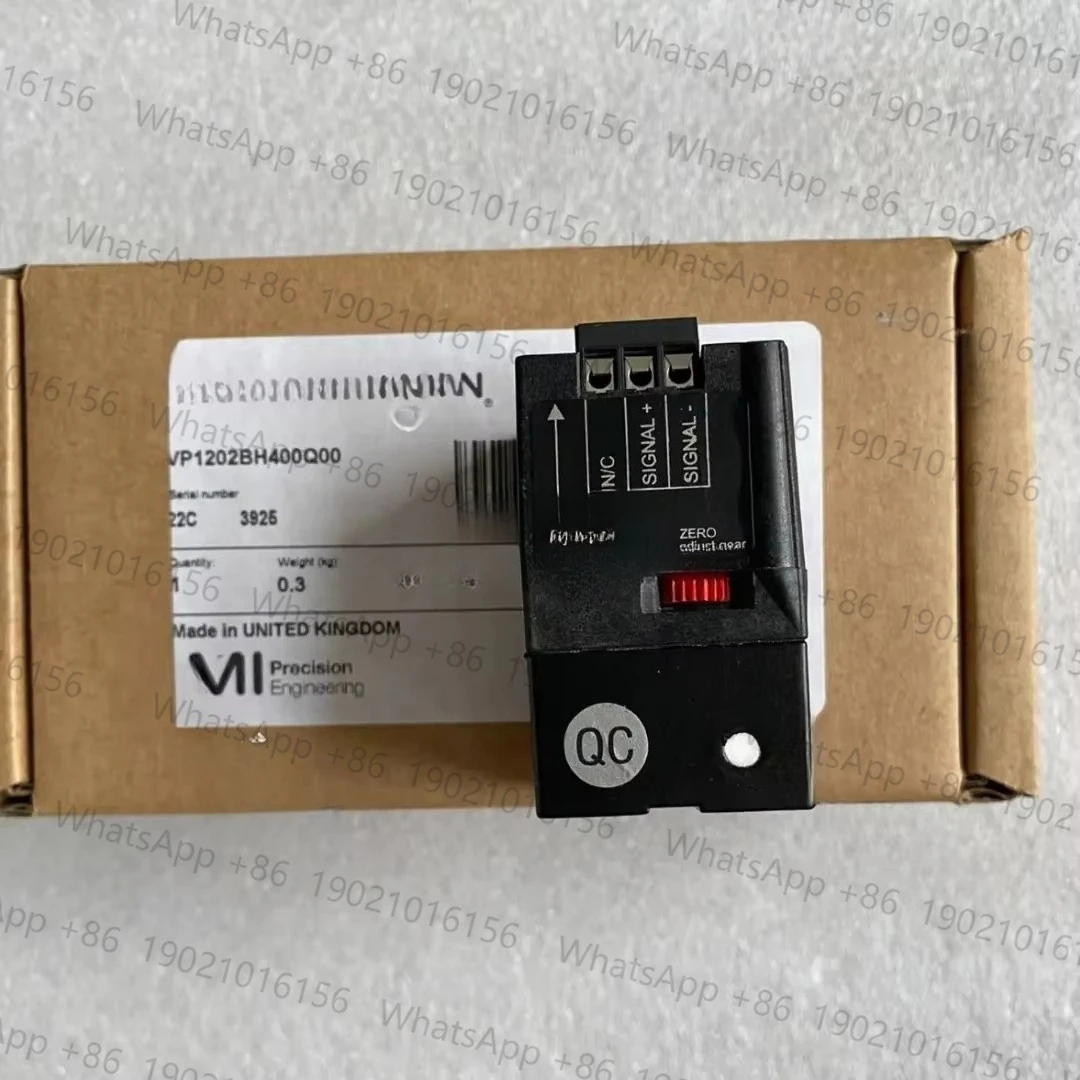 WhatsApp +86 19021016156
VP1202BH400Q00
Serial number
22C 3925
Quantity: Weight (kg)
1 0.3
Made in UNITED KINGDOM
Precision
Engineering
N/C
SIGNAL +
SIGNAL -
ZERO
QC